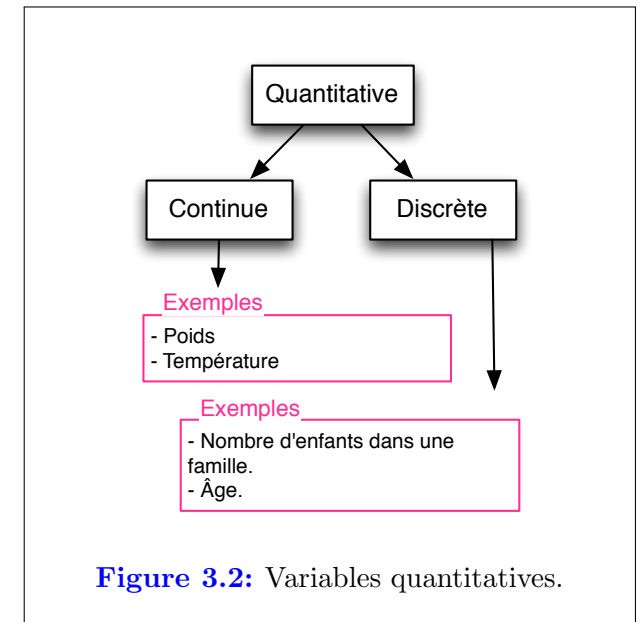 Quantitative
Continue
Discrète
Exemples
- Poids
- Température
Exemples
- Nombre d'enfants dans une
famille.
- Âge.
Figure 3.2: Variables quantitatives.